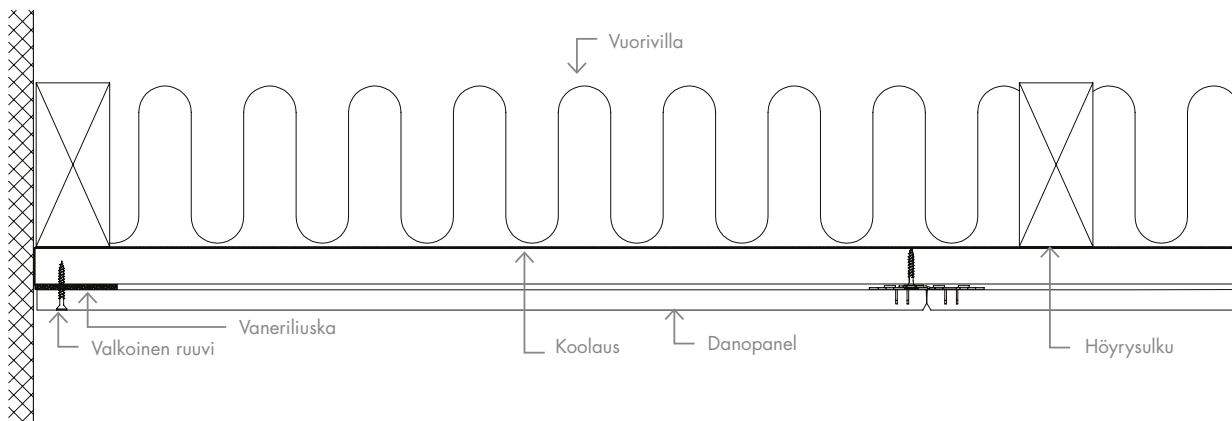 Vuorivilla
Vaneriliuska
Valkoinen ruuvi
Koolaus
Danopanel
Höyrysulku